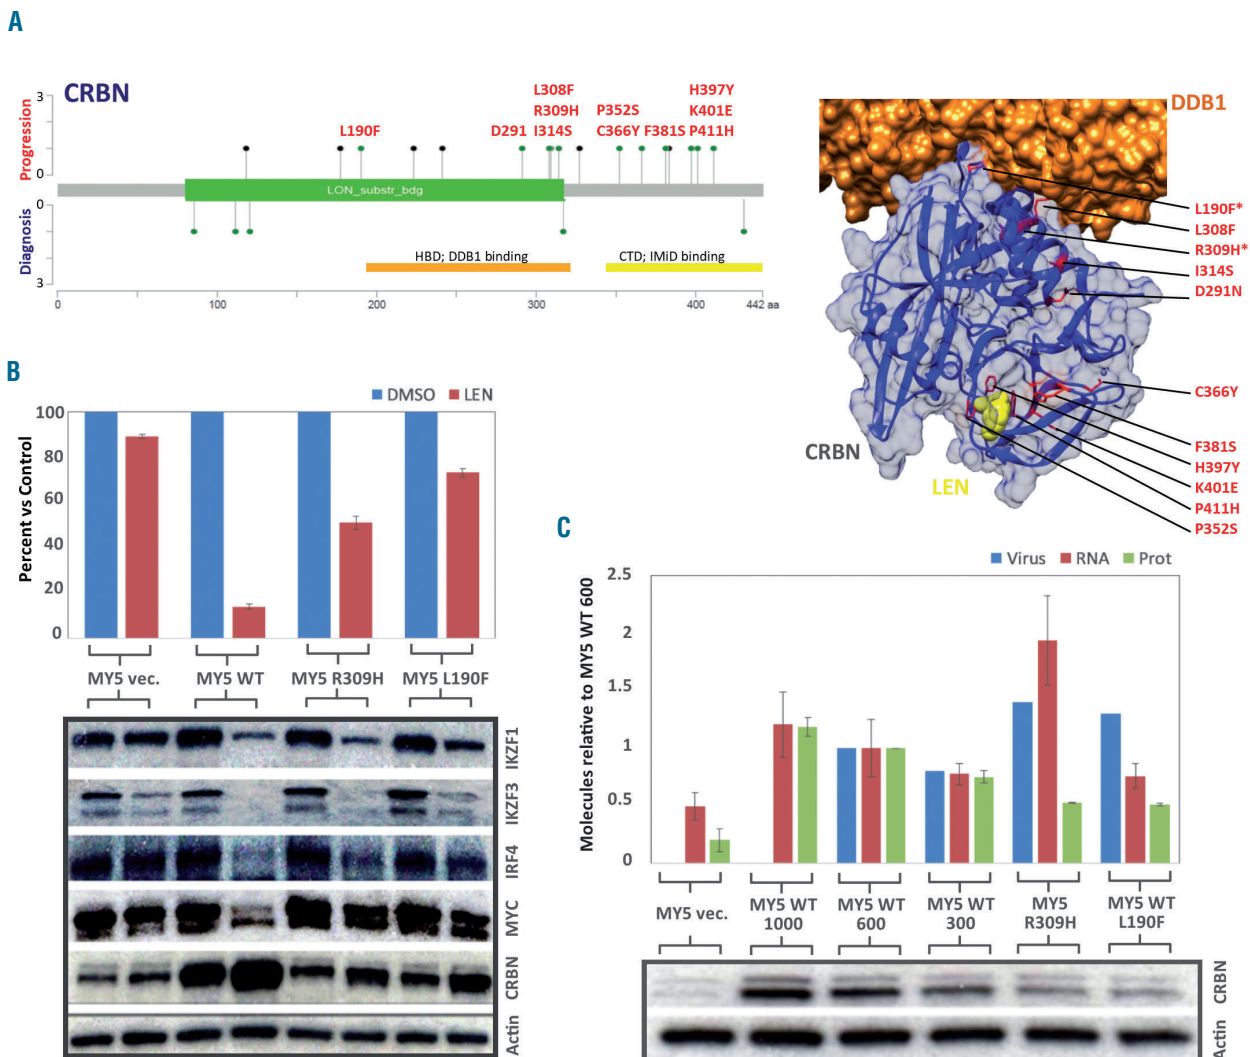 A
CRBN
Progression
Diagnosis
3
0
0
3
L190F
D291
L308F
R309H
I314S
P352S
C366Y
F381S
H397Y
K401E
P411H
LON_substr_bdg
HBD; DDB1 binding
CTD; IMiD binding
0
100
200
300
400
442 aa
DDB1
L190F*
L308F
R309H*
I314S
D291N
C366Y
F381S
H397Y
K401E
P411H
P352S
CRBN
LEN
B
DMSO
LEN
Percent vs Control
100
80
60
40
20
0
MY5 vec.
MY5 WT
MY5 R309H
MY5 L190F
IKZF1
IKZF3
IRF4
MYC
CRBN
Actin
C
Virus
RNA
Prot
Molecules relative to MY5 WT 600
2.5
2
1.5
1
0.5
0
MY5 vec.
MY5 WT
1000
MY5 WT
600
MY5 WT
300
MY5
R309H
MY5 WT
L190F
CRBN
Actin